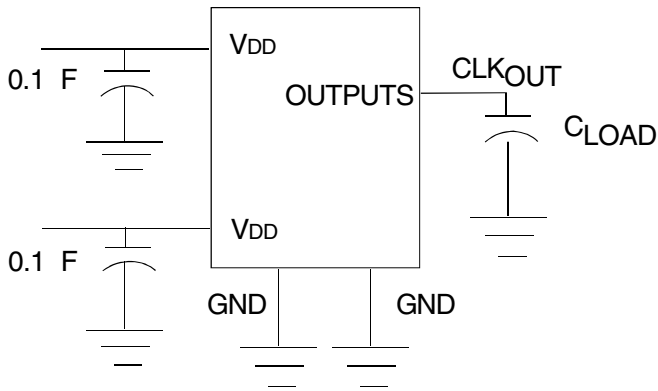 VDD
0.1 F
CLKOUT
OUTPUTS
CLOAD
VDD
0.1 F
GND
GND